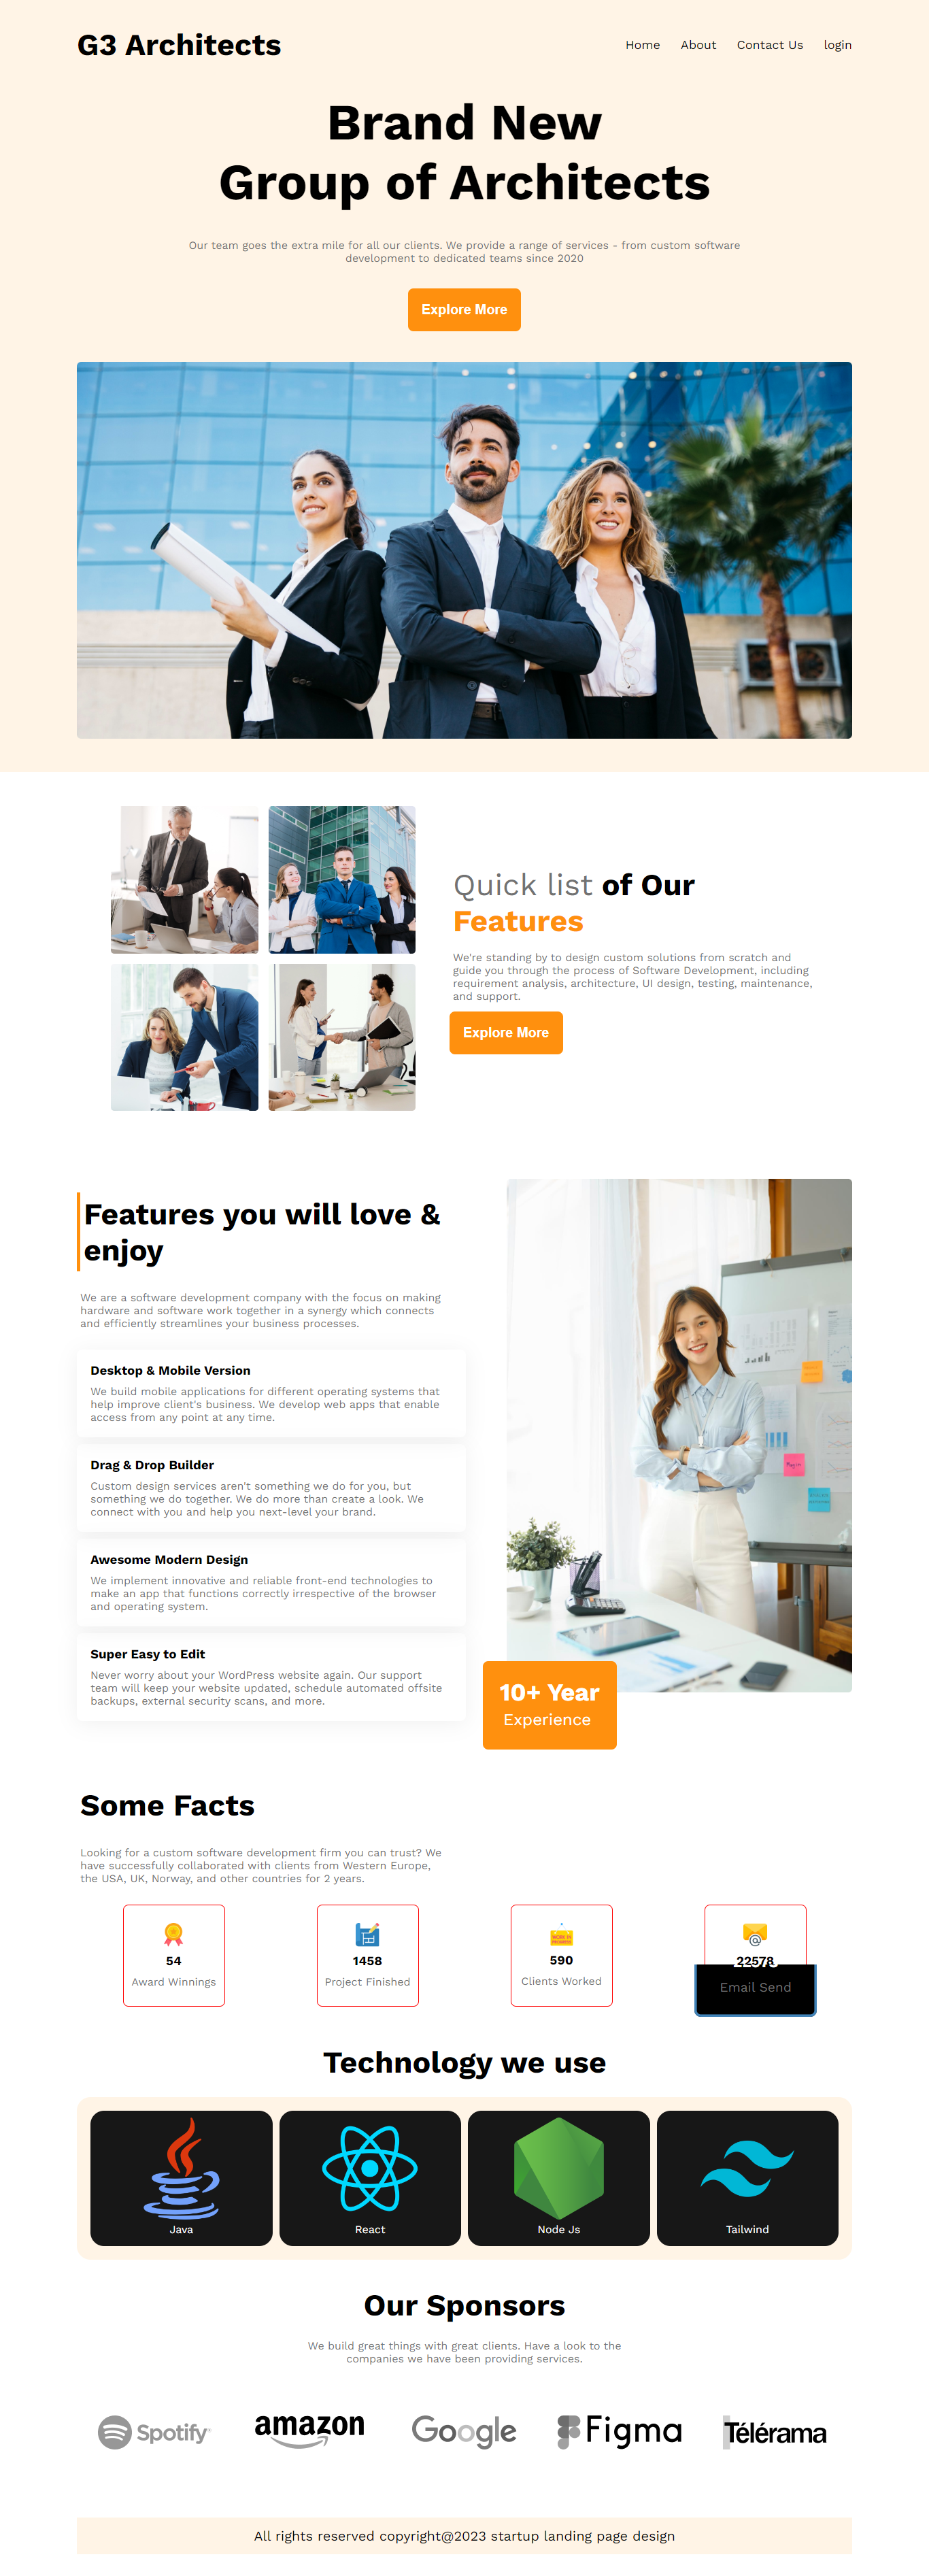 G3 Architects
Home About Contact Us login
Brand New
Group of Architects
Our team goes the extra mile for all our clients. We provide a range of services - from custom software
development to dedicated teams since 2020
Explore More
Quick list of Our
Features
We're standing by to design custom solutions from scratch and
guide you through the process of Software Development, including
requirement analysis, architecture, UI design, testing, maintenance,
and support.
Explore More
Features you will love &
enjoy
We are a software development company with the focus on making
hardware and software work together in a synergy which connects
and efficiently streamlines your business processes.
Desktop & Mobile Version
We build mobile applications for different operating systems that
help improve client's business. We develop web apps that enable
access from any point at any time.
Drag & Drop Builder
Custom design services aren't something we do for you, but
something we do together. We do more than create a look. We
connect with you and help you next-level your brand.
Awesome Modern Design
We implement innovative and reliable front-end technologies to
make an app that functions correctly irrespective of the browser
and operating system.
Super Easy to Edit
Never worry about your WordPress website again. Our support
team will keep your website updated, schedule automated offsite
backups, external security scans, and more.
10+ Year
Experience
Some Facts
Looking for a custom software development firm you can trust? We
have successfully collaborated with clients from Western Europe,
the USA, UK, Norway, and other countries for 2 years.
54
Award Winnings
1458
Project Finished
590
Clients Worked
22578
Email Send
Technology we use
Java
React
Node Js
Tailwind
Our Sponsors
We build great things with great clients. Have a look to the
companies we have been providing services.
Spotify
amazon
Google
Figma
Télérama
All rights reserved copyright@2023 startup landing page design